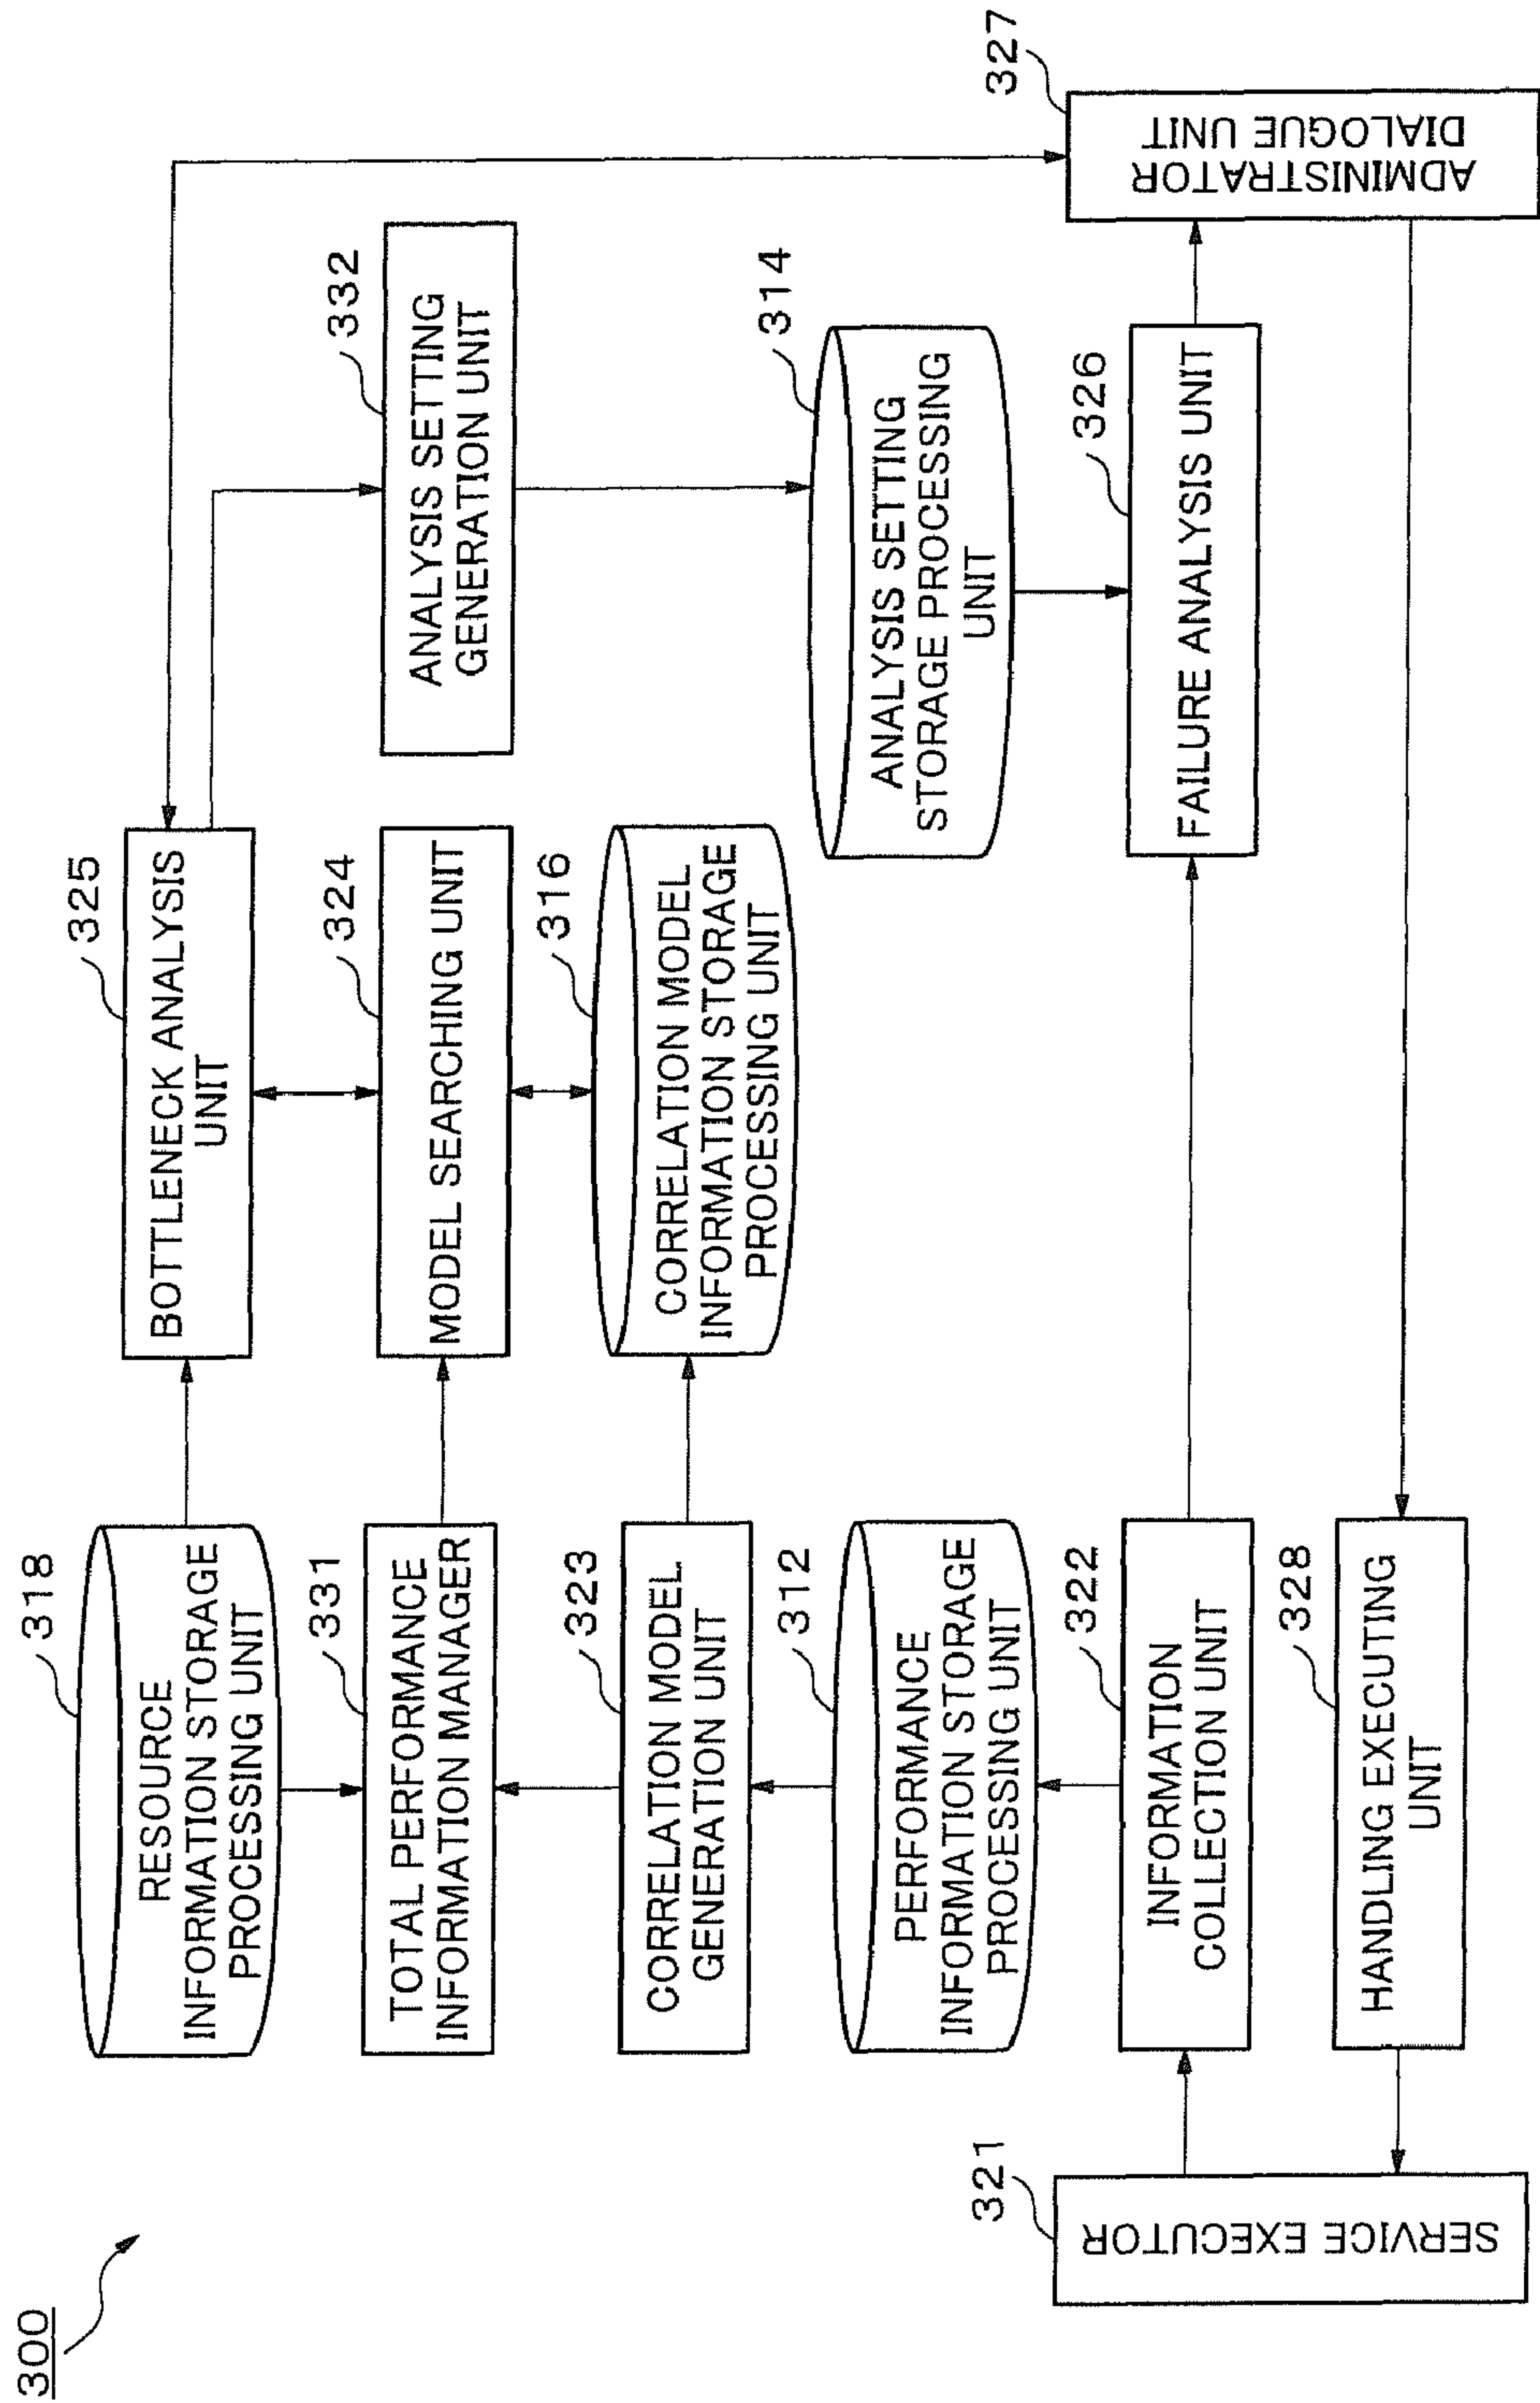 300
318
RESOURCE
INFORMATION STORAGE
PROCESSING UNIT
325
BOTTLENECK ANALYSIS
UNIT
331
TOTAL PERFORMANCE
INFORMATION MANAGER
324
MODEL SEARCHING UNIT
332
ANALYSIS SETTING
GENERATION UNIT
323
CORRELATION MODEL
GENERATION UNIT
316
CORRELATION MODEL
INFORMATION STORAGE
PROCESSING UNIT
312
PERFORMANCE
INFORMATION STORAGE
PROCESSING UNIT
314
ANALYSIS SETTING
STORAGE PROCESSING
UNIT
321
SERVICE EXECUTOR
322
INFORMATION
COLLECTION UNIT
326
FAILURE ANALYSIS UNIT
327
ADMINISTRATOR
DIALOGUE UNIT
328
HANDLING EXECUTING
UNIT